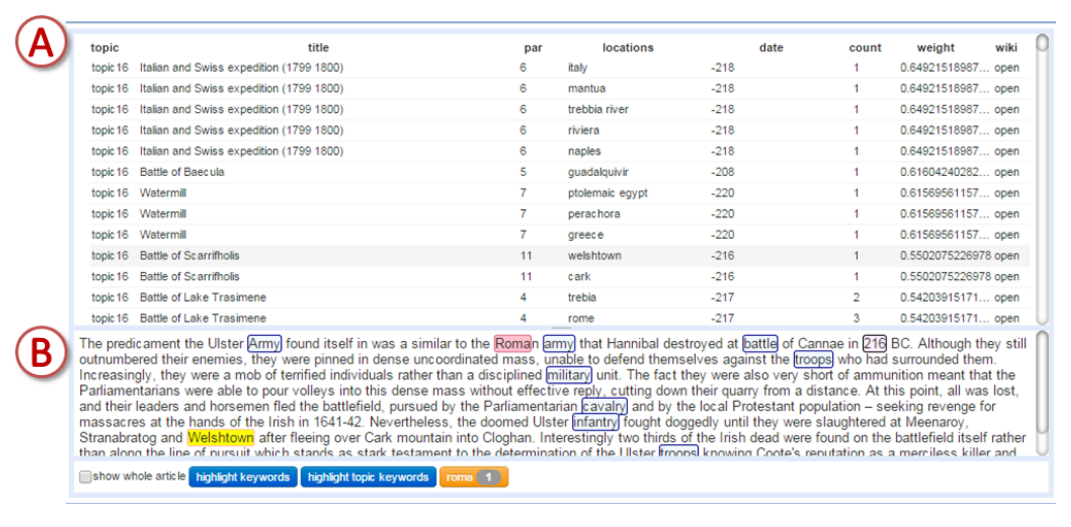 A
topic title par locations date count weight wiki
topic 16 Italian and Swiss expedition (1799 1800) 6 italy -218 1 0.64921518987... open
topic 16 Italian and Swiss expedition (1799 1800) 6 mantua -218 1 0.64921518987... open
topic 16 Italian and Swiss expedition (1799 1800) 6 trebbia river -218 1 0.64921518987... open
topic 16 Italian and Swiss expedition (1799 1800) 6 riviera -218 1 0.64921518987... open
topic 16 Italian and Swiss expedition (1799 1800) 6 naples -218 1 0.64921518987... open
topic 16 Battle of Baecula 5 guadalquivir -208 1 0.61604240282... open
topic 16 Watermill 7 ptolemaic egypt -220 1 0.61569561157... open
topic 16 Watermill 7 perachora -220 1 0.61569561157... open
topic 16 Watermill 7 greece -220 1 0.61569561157... open
topic 16 Battle of Scarrifholis 11 welshtown -216 1 0.5502075226978 open
topic 16 Battle of Scarrifholis 11 cark -216 1 0.5502075226978 open
topic 16 Battle of Lake Trasimene 4 trebia -217 2 0.54203915171... open
topic 16 Battle of Lake Trasimene 4 rome -217 3 0.54203915171... open
B
The predicament the Ulster Army found itself in was a similar to the Roman army that Hannibal destroyed at battle of Cannae in 216 BC. Although they still
outnumbered their enemies, they were pinned in dense uncoordinated mass, unable to defend themselves against the troops who had surrounded them.
Increasingly, they were a mob of terrified individuals rather than a disciplined military unit. The fact they were also very short of ammunition meant that the
Parliamentarians were able to pour volleys into this dense mass without effective reply, cutting down their quarry from a distance. At this point, all was lost,
and their leaders and horsemen fled the battlefield, pursued by the Parliamentarian cavalry and by the local Protestant population – seeking revenge for
massacres at the hands of the Irish in 1641-42. Nevertheless, the doomed Ulster infantry fought doggedly until they were slaughtered at Meenaroy,
Stranabratog and Welshtown after fleeing over Cark mountain into Cloghan. Interestingly two thirds of the Irish dead were found on the battlefield itself rather
than along the line of pursuit which stands as stark testament to the determination of the Ulster troops knowing Coote's reputation as a merciless killer and
show whole article highlight keywords highlight topic keywords roma 1